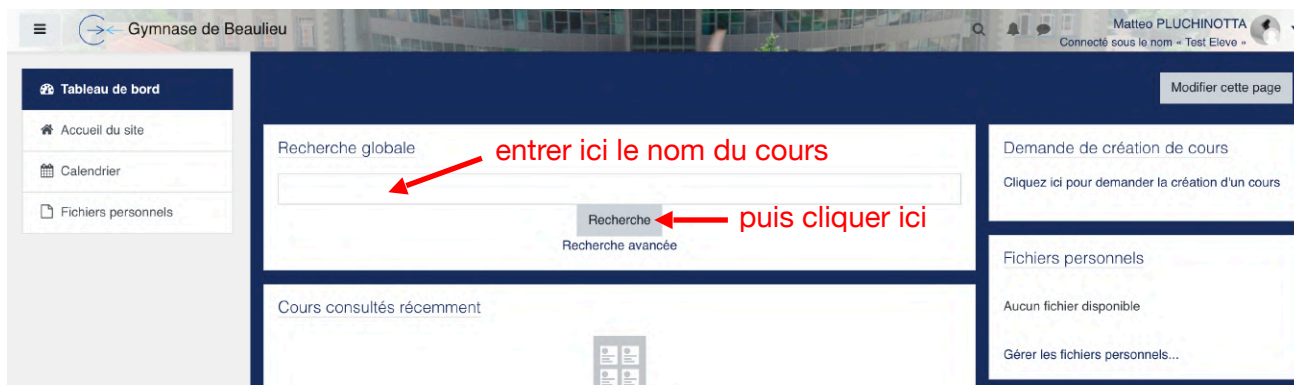 Gymnase de Beaulieu
Matteo PLUCHINOTTA
Connecté sous le nom « Test Eleve »
Tableau de bord
Modifier cette page
Accueil du site
Calendrier
Fichiers personnels
Recherche globale
entrer ici le nom du cours
Recherche
puis cliquer ici
Recherche avancée
Cours consultés récemment
Demande de création de cours
Cliquez ici pour demander la création d'un cours
Fichiers personnels
Aucun fichier disponible
Gérer les fichiers personnels...